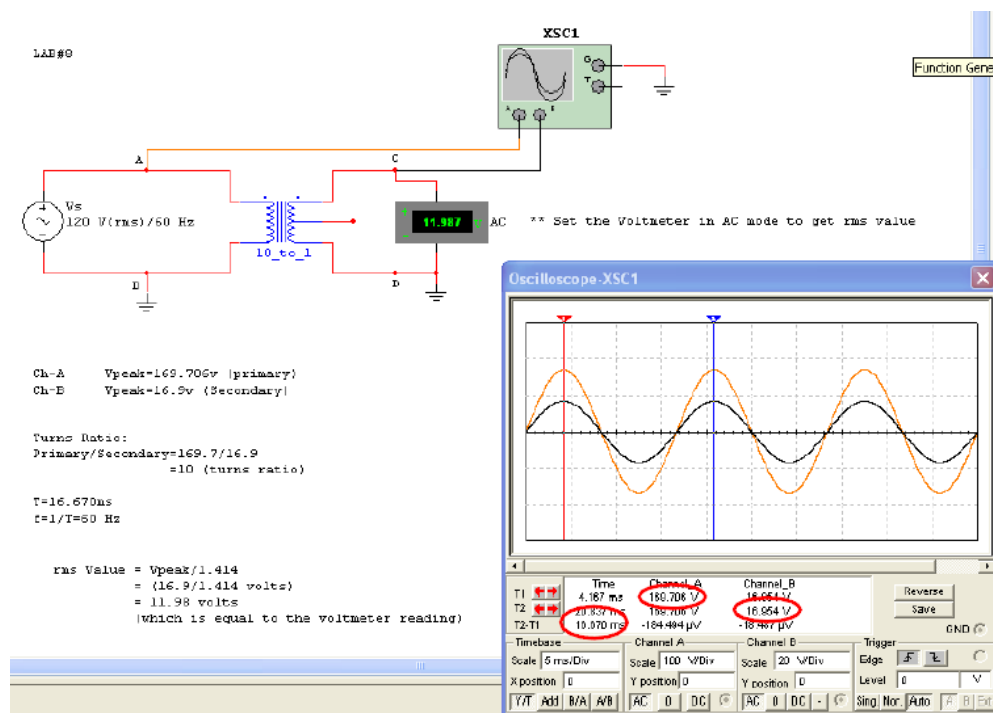 XSC1
LAB#8
G
T
Function Gene
A
B
A
C
Vs
120 V(rms)/60 Hz
11.987
V
AC
** Set the Voltmeter in AC mode to get rms value
10_to_1
B
D
Oscilloscope-XSC1
Ch-A Vpeak=169.706v (primary)
Ch-B Vpeak=16.9v (Secondary)
Turns Ratio:
Primary/Secondary=169.7/16.9
=10 (turns ratio)
T=16.670ms
f=1/T=60 Hz
rms Value = Vpeak/1.414
= (16.9/1.414 volts)
= 11.98 volts
(which is equal to the voltmeter reading)
Time Channel_A Channel_B
T1 4.167 ms 169.706 V 16.954 V
T2 20.837 ms 169.706 V 16.954 V
T2-T1 -184.494 µV
Reverse
Save
GND
Timebase
Scale 5 ms/Div
X position 0
Y/T Add B/A A/B
Channel A
Scale 100 V/Div
Y position 0
AC 0 DC
Channel B
Scale 20 V/Div
Y position 0
AC 0 DC -
Trigger
Edge
Level 0 V
Sing. Nor. Auto A B Ext